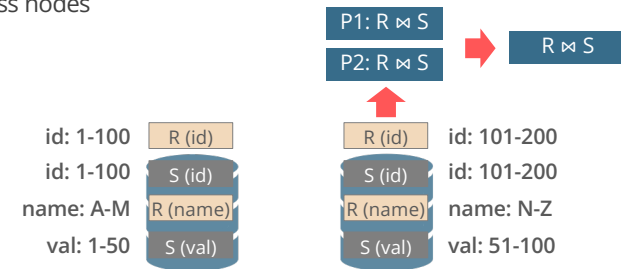 ss nodes
P1: R ⋈ S
P2: R ⋈ S
R ⋈ S
id: 1-100 R (id) R (id) id: 101-200
id: 1-100 S (id) S (id) id: 101-200
name: A-M R (name) R (name) name: N-Z
val: 1-50 S (val) S (val) val: 51-100